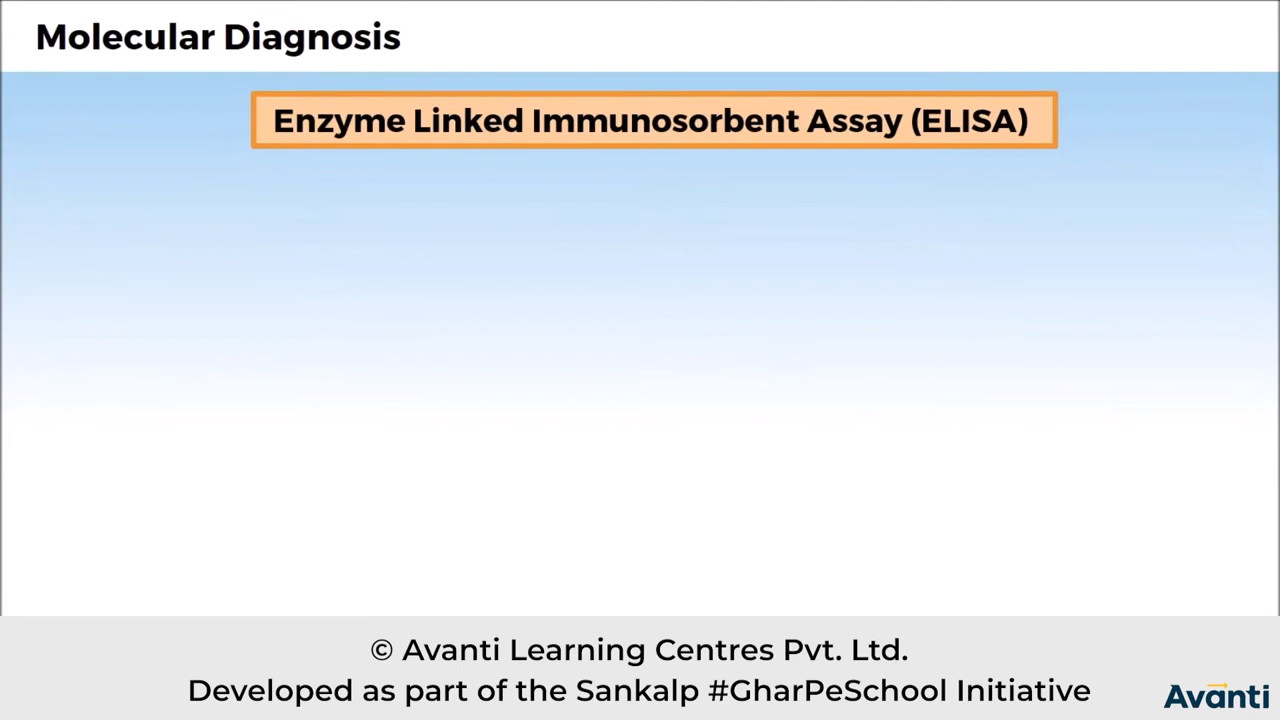 Molecular Diagnosis
Enzyme Linked Immunosorbent Assay (ELISA)
© Avanti Learning Centres Pvt. Ltd.
Developed as part of the Sankalp #GharPeSchool Initiative
Avanti